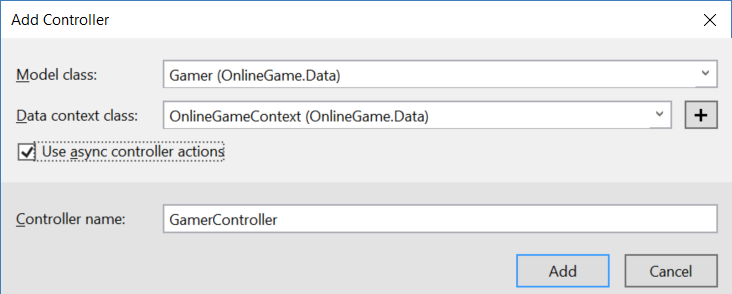 Add Controller
Model class: Gamer (OnlineGame.Data)
Data context class: OnlineGameContext (OnlineGame.Data) +
Use async controller actions
Controller name: GamerController
Add Cancel